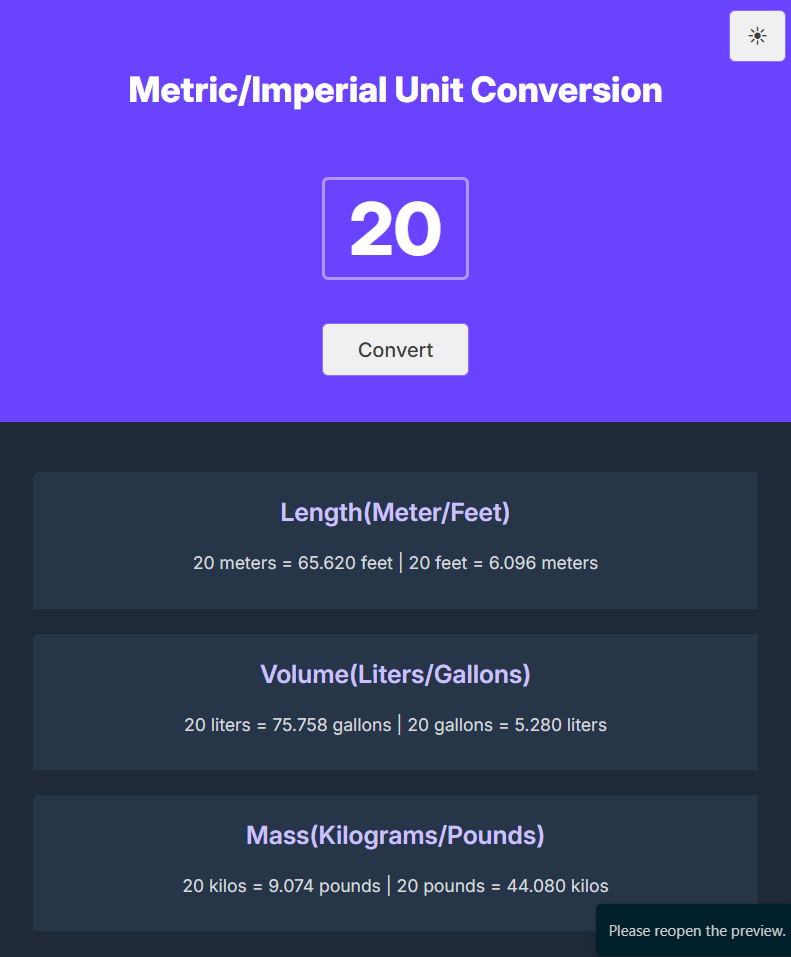 Metric/Imperial Unit Conversion
20
Convert
Length(Meter/Feet)
20 meters = 65.620 feet | 20 feet = 6.096 meters
Volume(Liters/Gallons)
20 liters = 75.758 gallons | 20 gallons = 5.280 liters
Mass(Kilograms/Pounds)
20 kilos = 9.074 pounds | 20 pounds = 44.080 kilos
Please reopen the preview.